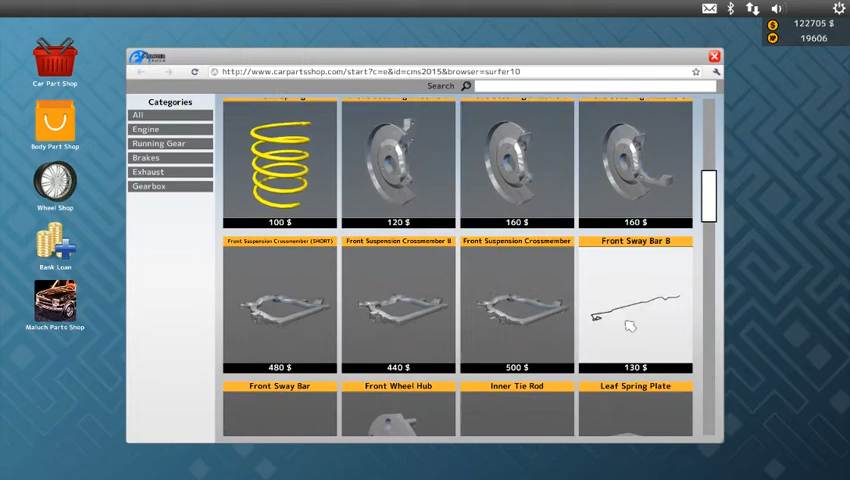 122705 $
19606
http://www.carpartsshop.com/start?c=e&id=cms2015&browser=surfer10
Search
Categories
All
Engine
Running Gear
Brakes
Exhaust
Gearbox
Car Part Shop
Body Part Shop
Wheel Shop
Bank Loan
Maluch Parts Shop
100 $
120 $
160 $
160 $
Front Suspension Crossmember (SHORT)
Front Suspension Crossmember B
Front Suspension Crossmember
Front Sway Bar B
480 $
440 $
500 $
130 $
Front Sway Bar
Front Wheel Hub
Inner Tie Rod
Leaf Spring Plate